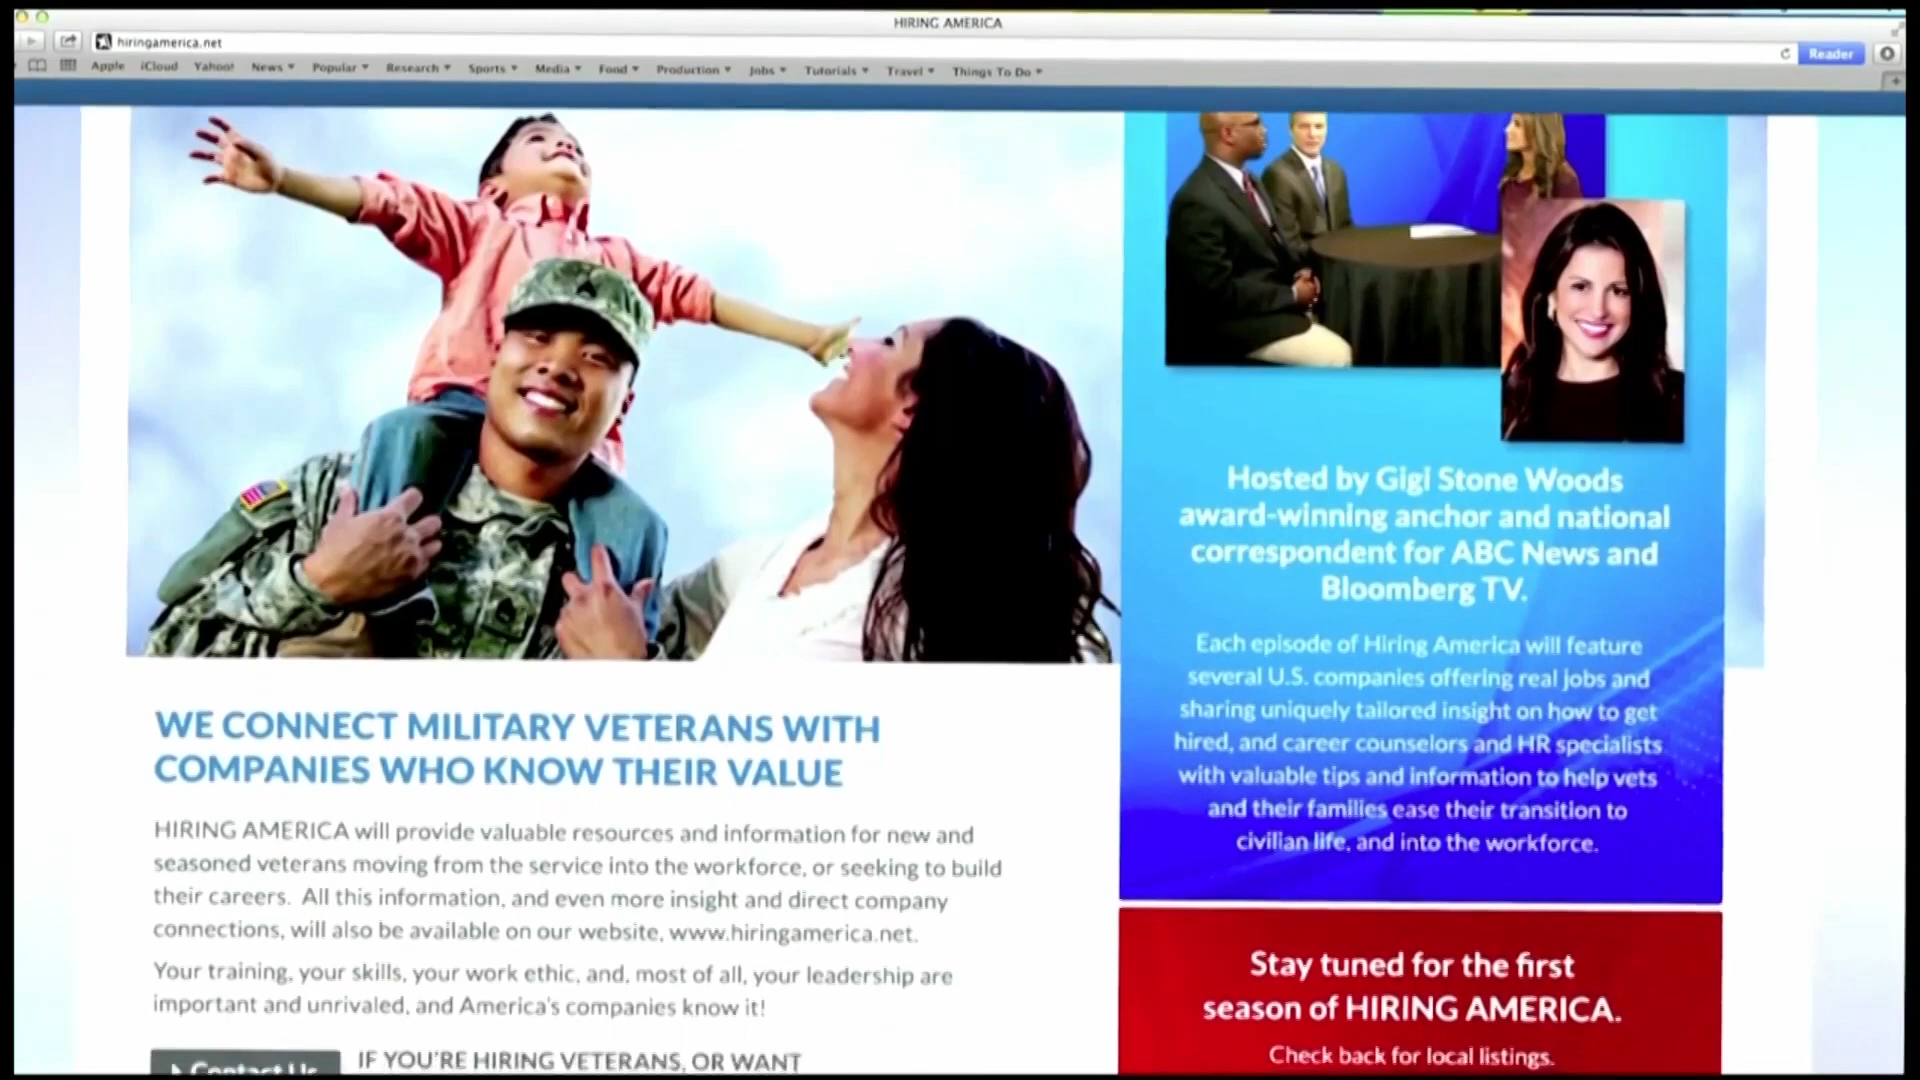 HIRING AMERICA
hiringamerica.net
Reader
Apple iCloud Yahoo! News Popular Research Sports Media Food Production Jobs Tutorials Travel Things To Do
Hosted by Gigi Stone Woods
award-winning anchor and national
correspondent for ABC News and
Bloomberg TV.
Each episode of Hiring America will feature
several U.S. companies offering real jobs and
sharing uniquely tailored insight on how to get
hired, and career counselors and HR specialists
with valuable tips and information to help vets
and their families ease their transition to
civilian life, and into the workforce.
WE CONNECT MILITARY VETERANS WITH
COMPANIES WHO KNOW THEIR VALUE
HIRING AMERICA will provide valuable resources and information for new and
seasoned veterans moving from the service into the workforce, or seeking to build
their careers. All this information, and even more insight and direct company
connections, will also be available on our website, www.hiringamerica.net.
Your training, your skills, your work ethic, and, most of all, your leadership are
important and unrivaled, and America's companies know it!
Contact Us
IF YOU'RE HIRING VETERANS, OR WANT
Stay tuned for the first
season of HIRING AMERICA.
Check back for local listings.